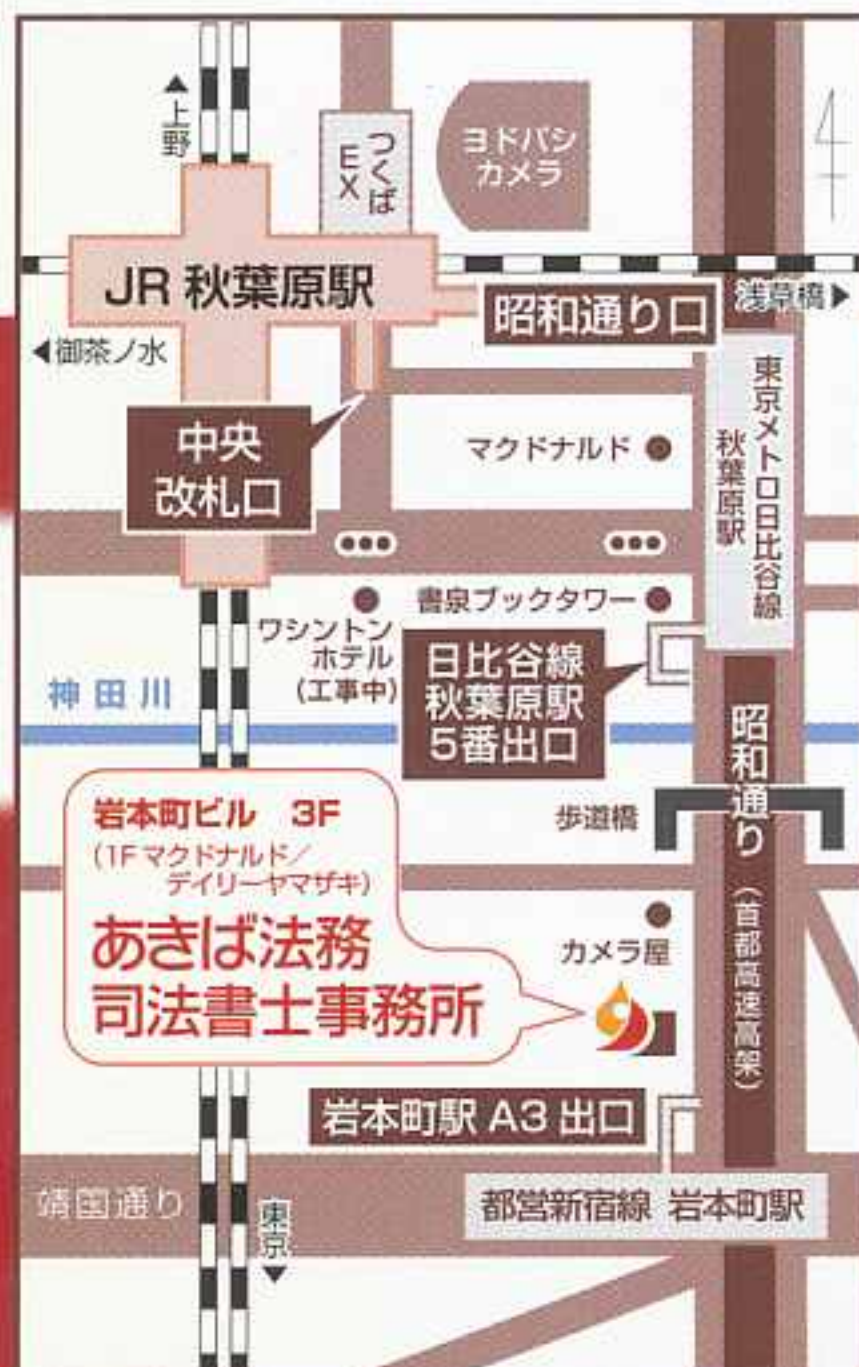 ▲上野
つくば
EX
ヨドバシ
カメラ
JR 秋葉原駅
昭和通り口
浅草橋▶
◀御茶ノ水
中央
改札口
マクドナルド
東京メトロ日比谷線
秋葉原駅
書泉ブックタワー
ワシントン
ホテル
(工事中)
日比谷線
秋葉原駅
5番出口
神田川
昭和通り(首都高速高架)
歩道橋
岩本町ビル 3F
(1Fマクドナルド/
デイリーヤマザキ)
あきば法務
司法書士事務所
カメラ屋
岩本町駅 A3 出口
靖国通り
都営新宿線 岩本町駅
東京▼